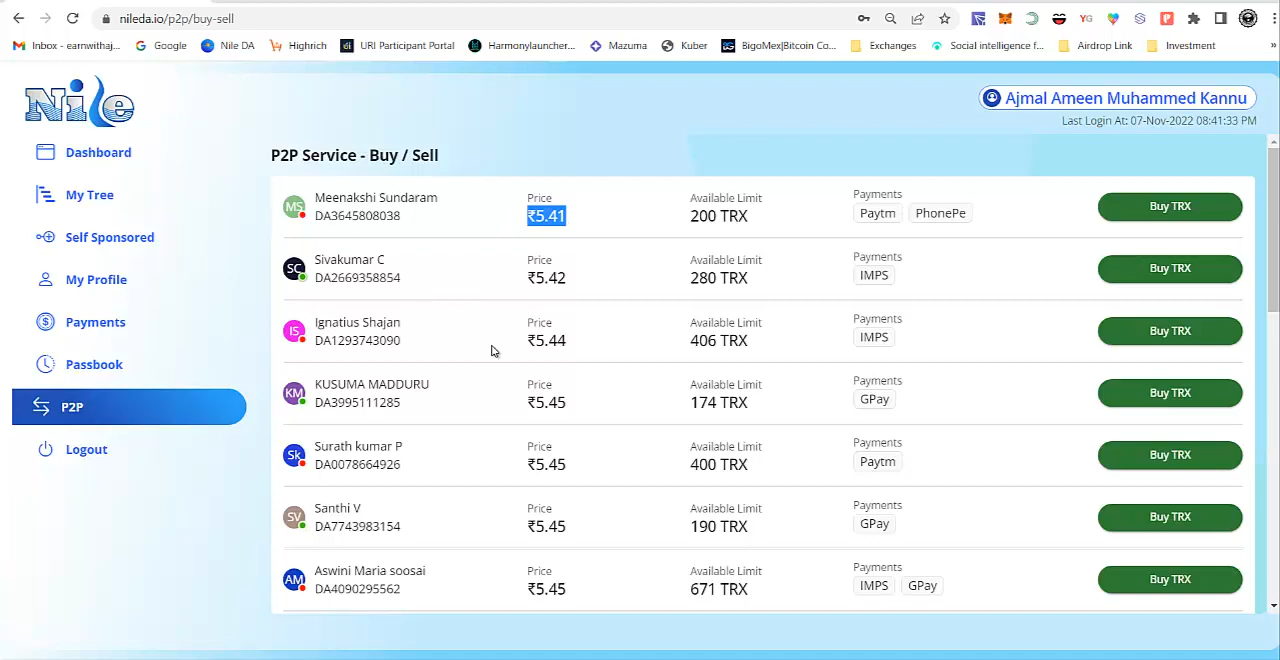 nileda.io/p2p/buy-sell
Inbox - earnwithaj... Google Nile DA Highrich URI Participant Portal Harmonylauncher... Mazuma Kuber BigoMex|Bitcoin Co... Exchanges Social intelligence f... Airdrop Link Investment »
Nile
Ajmal Ameen Muhammed Kannu
Last Login At: 07-Nov-2022 08:41:33 PM
Dashboard
My Tree
Self Sponsored
My Profile
Payments
Passbook
P2P
Logout
P2P Service - Buy / Sell
MS Meenakshi Sundaram Price Available Limit Payments
DA3645808038 ₹5.41 200 TRX Paytm PhonePe Buy TRX
SC Sivakumar C Price Available Limit Payments
DA2669358854 ₹5.42 280 TRX IMPS Buy TRX
IS Ignatius Shajan Price Available Limit Payments
DA1293743090 ₹5.44 406 TRX IMPS Buy TRX
KM KUSUMA MADDURU Price Available Limit Payments
DA3995111285 ₹5.45 174 TRX GPay Buy TRX
Sk Surath kumar P Price Available Limit Payments
DA0078664926 ₹5.45 400 TRX Paytm Buy TRX
SV Santhi V Price Available Limit Payments
DA7743983154 ₹5.45 190 TRX GPay Buy TRX
AM Aswini Maria soosai Price Available Limit Payments
DA4090295562 ₹5.45 671 TRX IMPS GPay Buy TRX